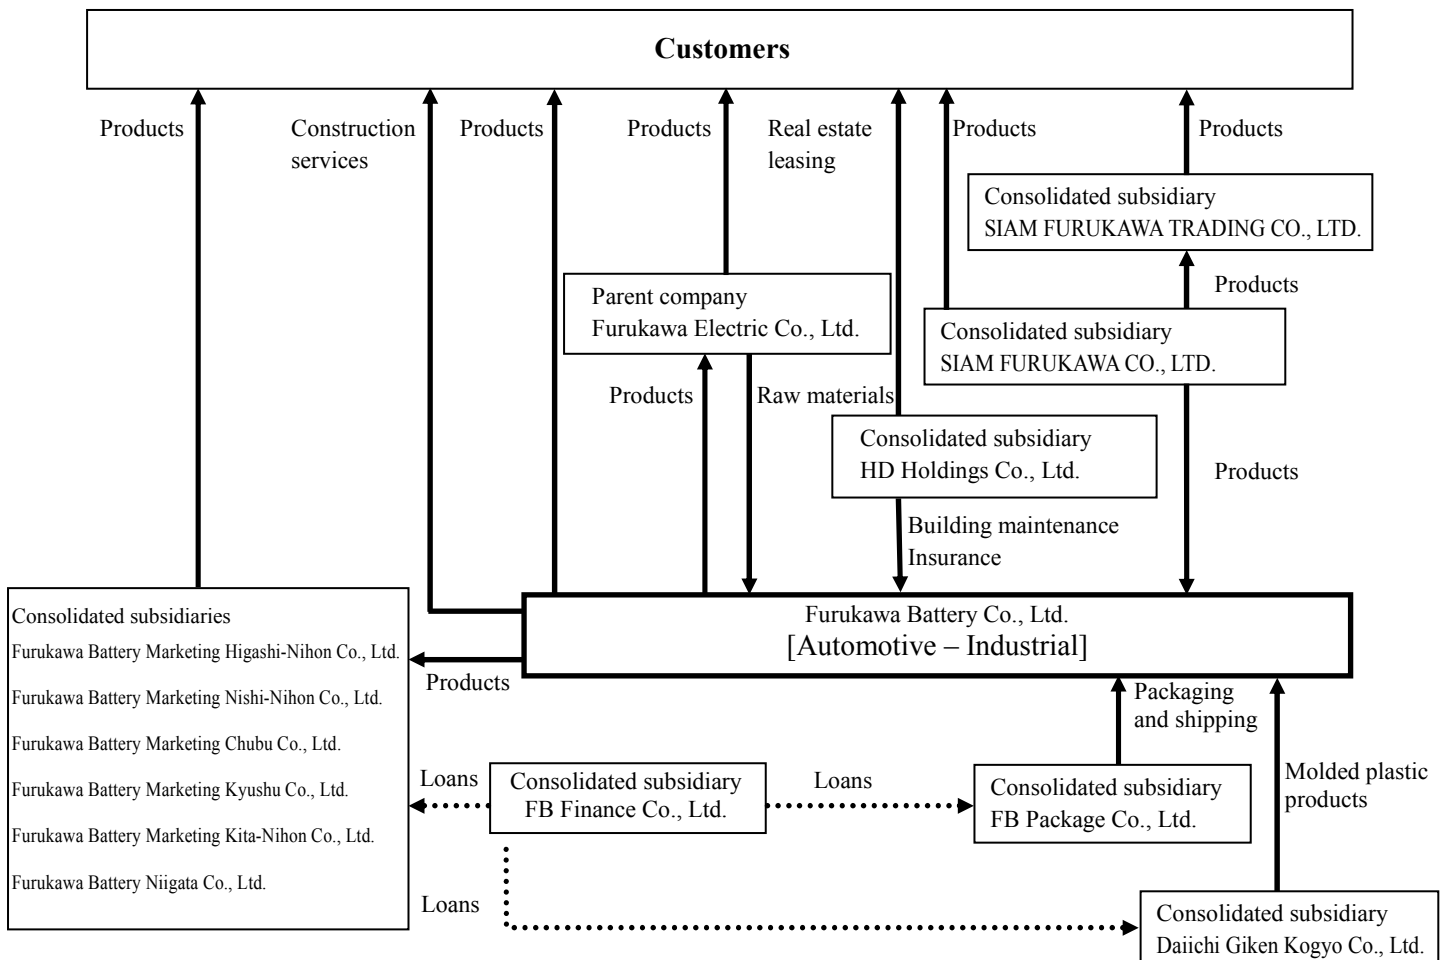 Customers
Products
Construction
services
Products
Products
Real estate
leasing
Products
Products
Consolidated subsidiary
SIAM FURUKAWA TRADING CO., LTD.
Products
Parent company
Furukawa Electric Co., Ltd.
Consolidated subsidiary
SIAM FURUKAWA CO., LTD.
Products
Raw materials
Consolidated subsidiary
HD Holdings Co., Ltd.
Products
Building maintenance
Insurance
Furukawa Battery Co., Ltd.
[Automotive – Industrial]
Consolidated subsidiaries
Furukawa Battery Marketing Higashi-Nihon Co., Ltd.
Furukawa Battery Marketing Nishi-Nihon Co., Ltd.
Furukawa Battery Marketing Chubu Co., Ltd.
Furukawa Battery Marketing Kyushu Co., Ltd.
Furukawa Battery Marketing Kita-Nihon Co., Ltd.
Furukawa Battery Niigata Co., Ltd.
Products
Packaging
and shipping
Loans
Consolidated subsidiary
FB Finance Co., Ltd.
Loans
Consolidated subsidiary
FB Package Co., Ltd.
Molded plastic
products
Loans
Consolidated subsidiary
Daiichi Giken Kogyo Co., Ltd.